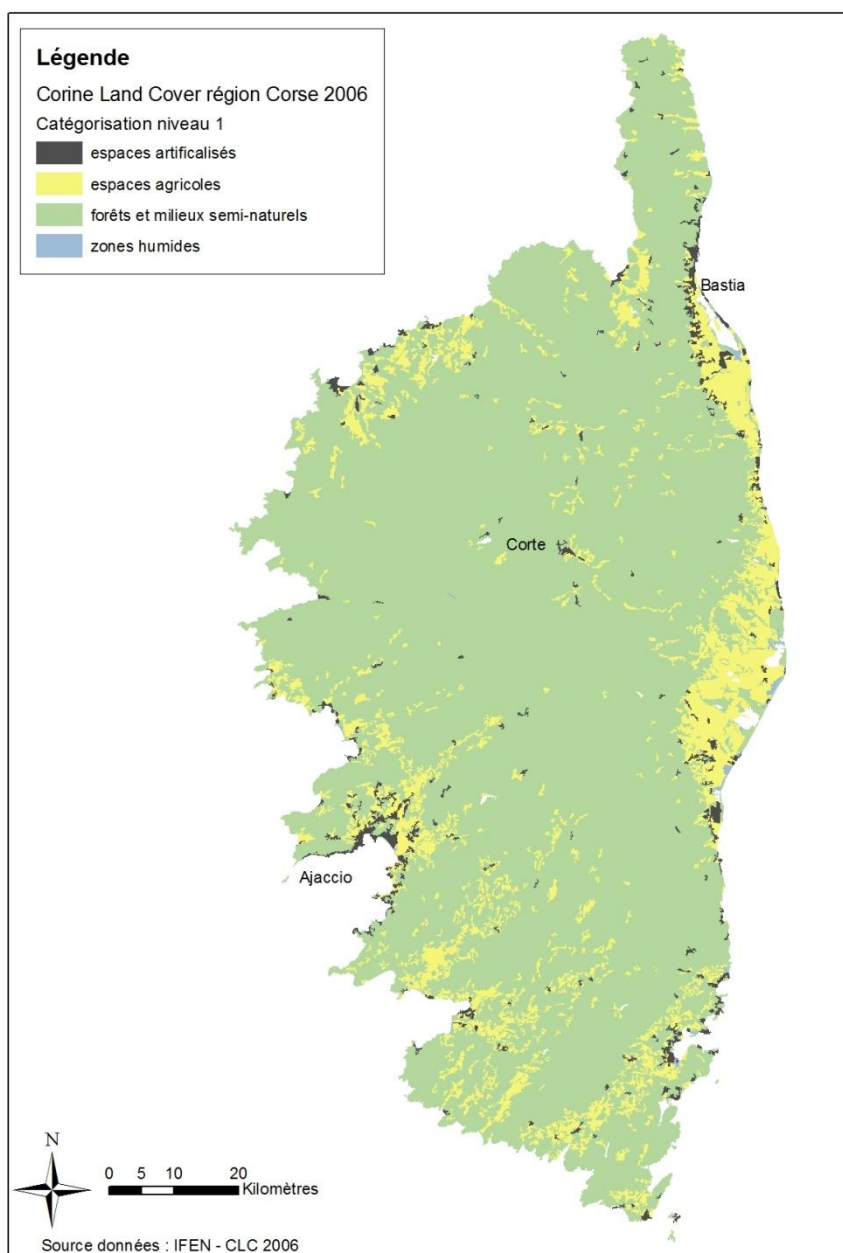 Légende
Corine Land Cover région Corse 2006
Catégorisation niveau 1
espaces artificalisés
espaces agricoles
forêts et milieux semi-naturels
zones humides
Bastia
Corte
Ajaccio
N
0 5 10 20
Kilomètres
Source données : IFEN - CLC 2006